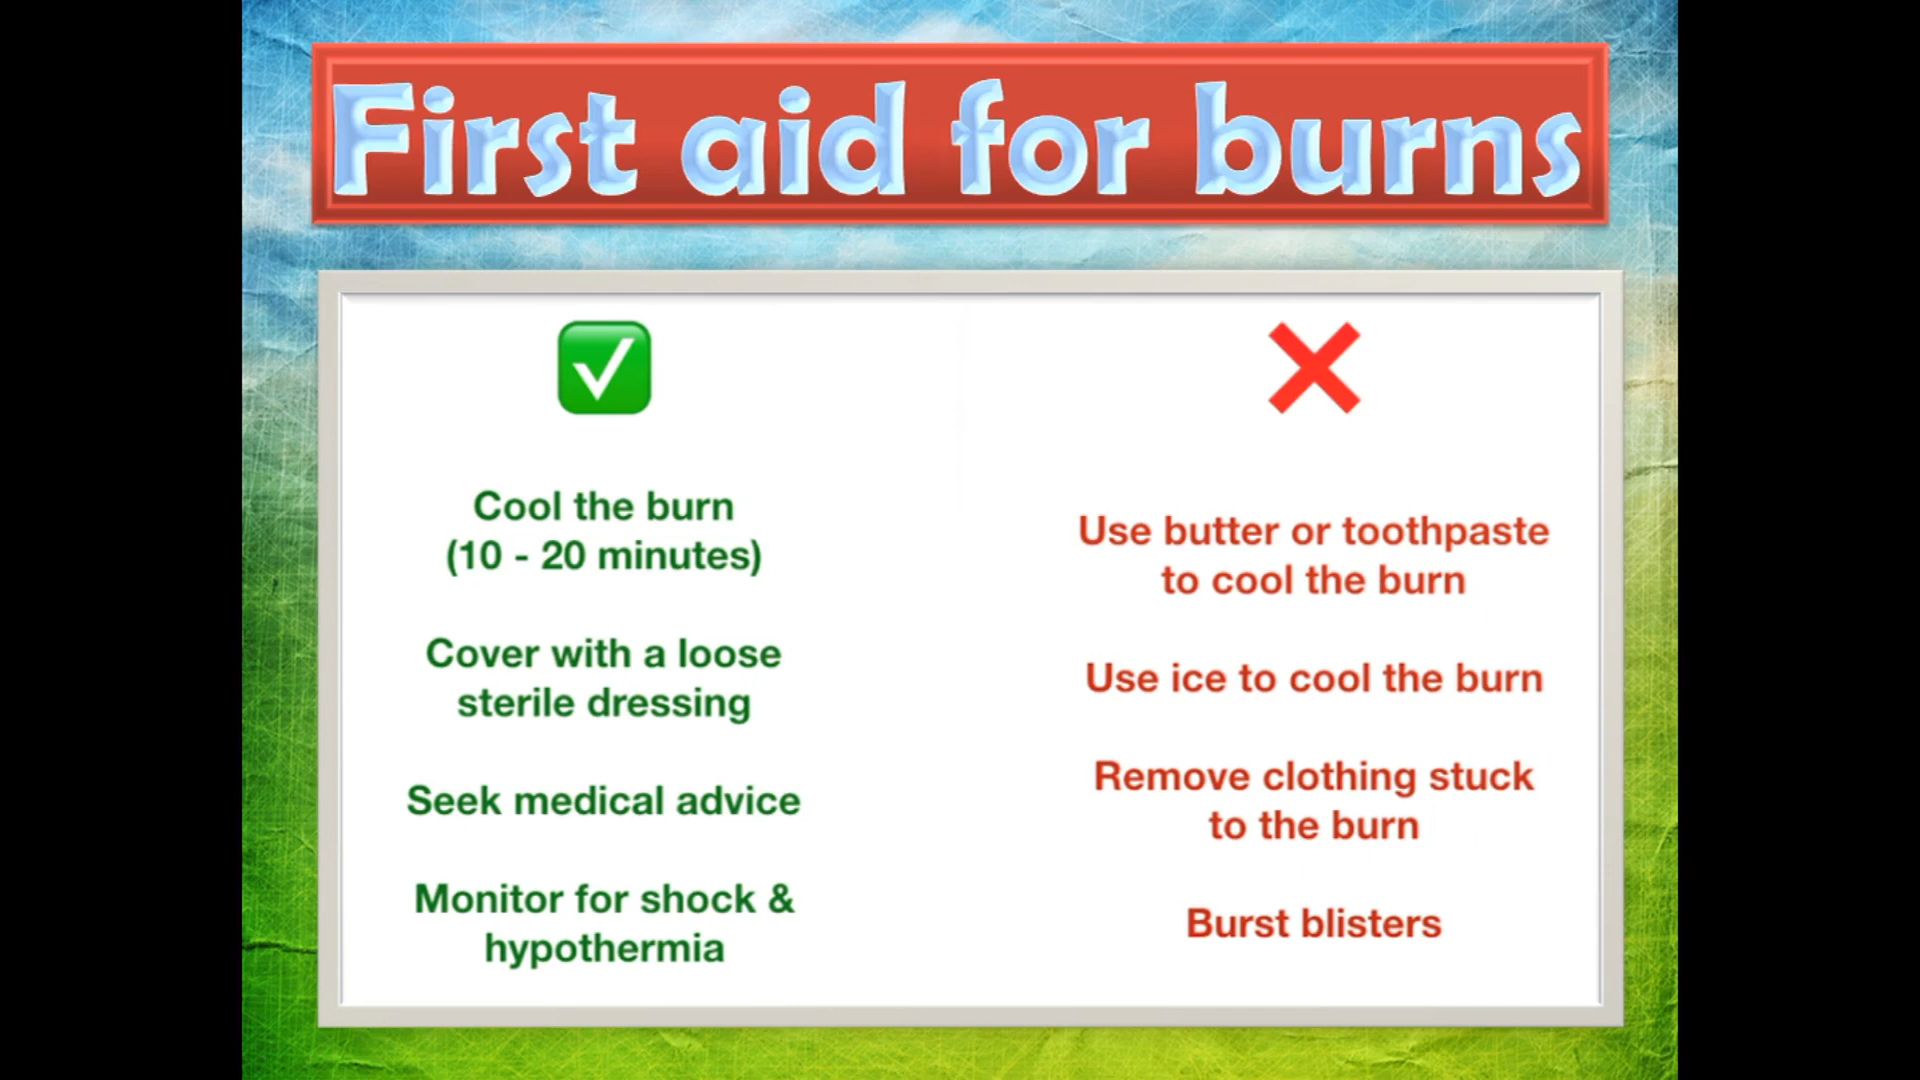 First aid for burns
Cool the burn
(10 - 20 minutes)
Cover with a loose
sterile dressing
Seek medical advice
Monitor for shock &
hypothermia
Use butter or toothpaste
to cool the burn
Use ice to cool the burn
Remove clothing stuck
to the burn
Burst blisters